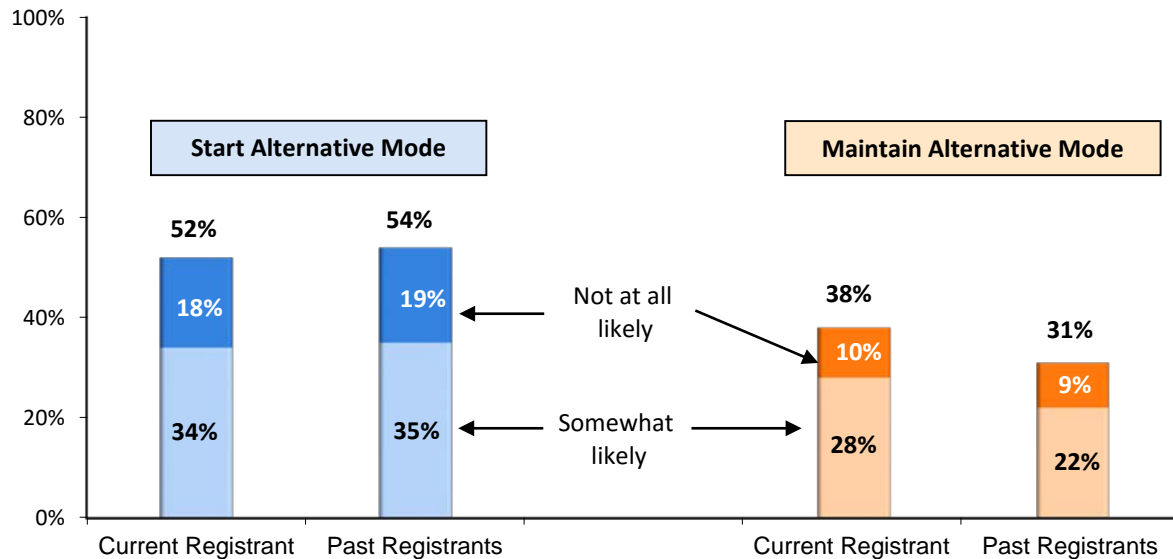 100%
80%
60%
40%
20%
0%
Start Alternative Mode
Maintain Alternative Mode
52%
54%
38%
31%
18%
19%
10%
9%
34%
35%
28%
22%
Not at all
likely
Somewhat
likely
Current Registrant
Past Registrants
Current Registrant
Past Registrants